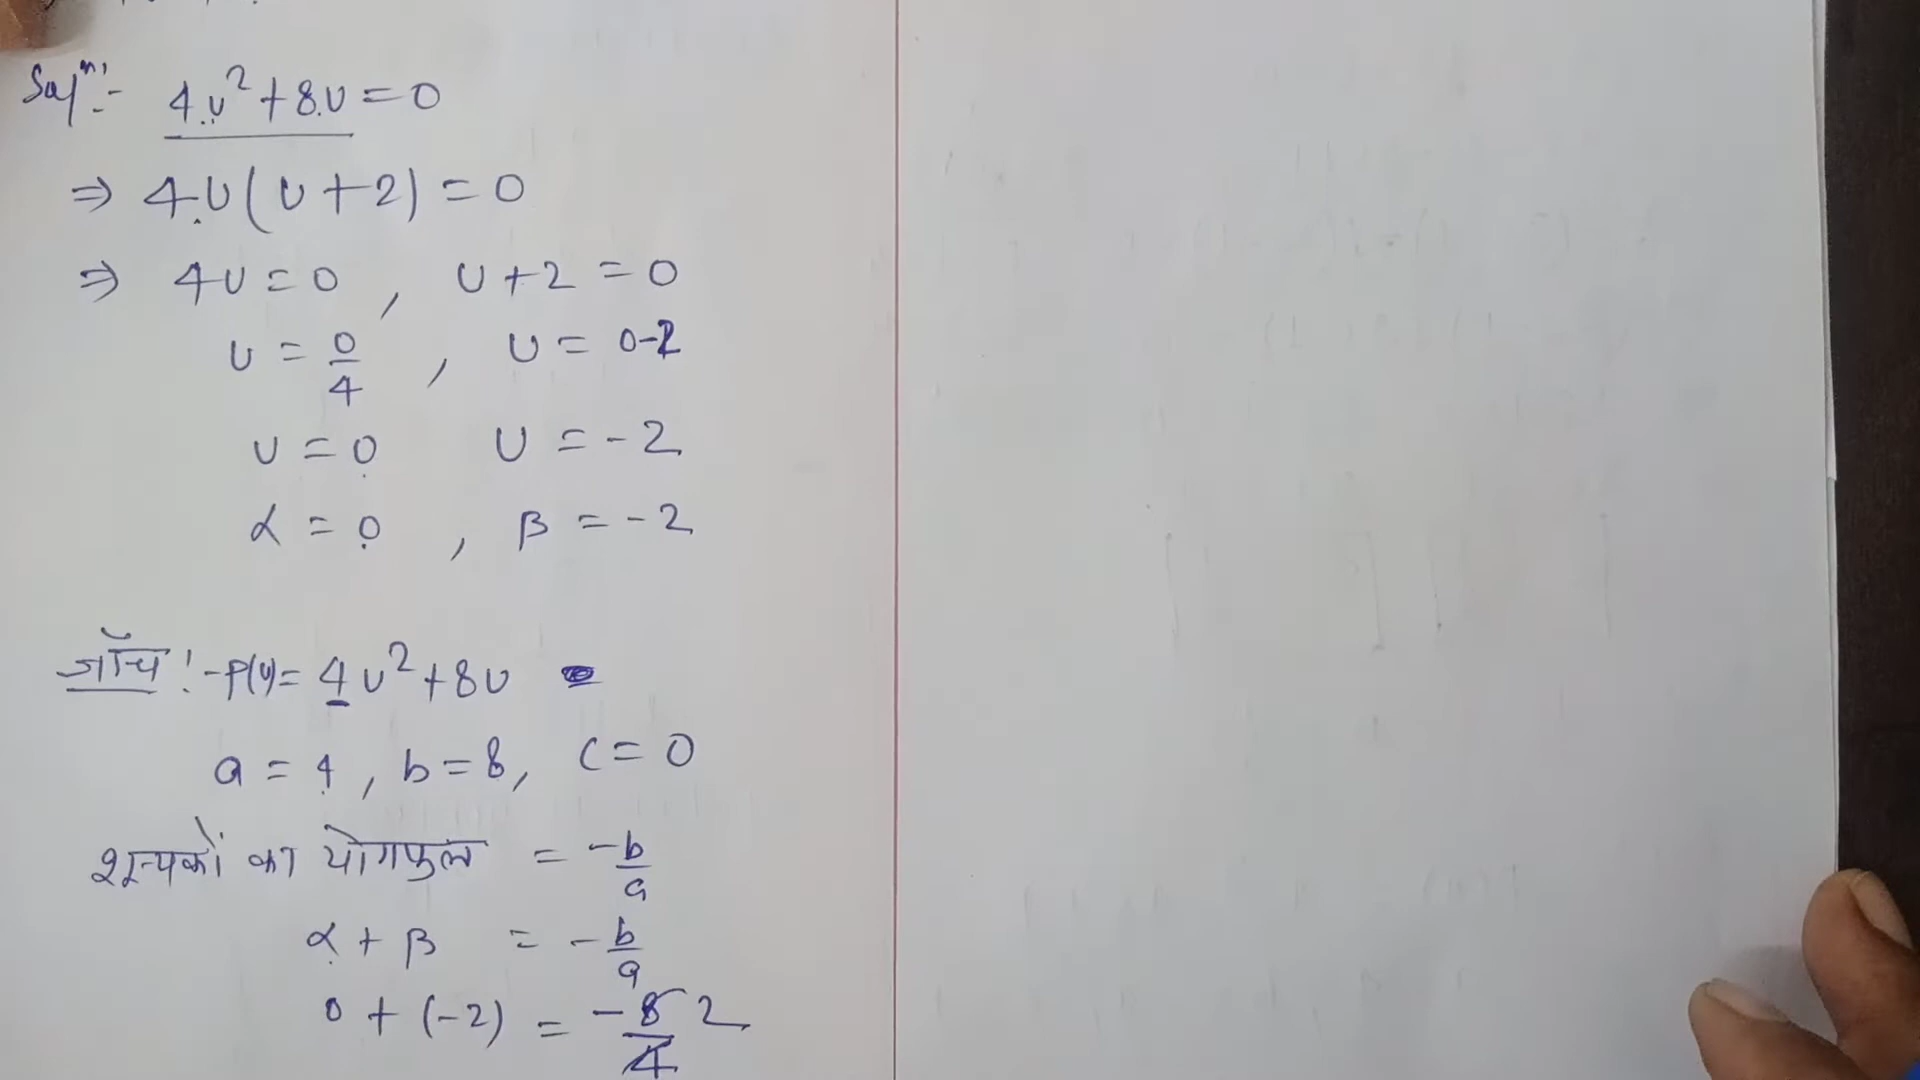 Solⁿ:- 4u²+8u=0
⇒ 4u(u+2)=0
⇒ 4u=0, u+2=0
u=0/4, u=0-2
u=0 u=-2
α=0, β=-2
जाँच:- P(u)=4u²+8u
a=4, b=8, c=0
शून्यकों का योगफल = -b/a
α+β = -b/a
0+(-2) = -8/4 2